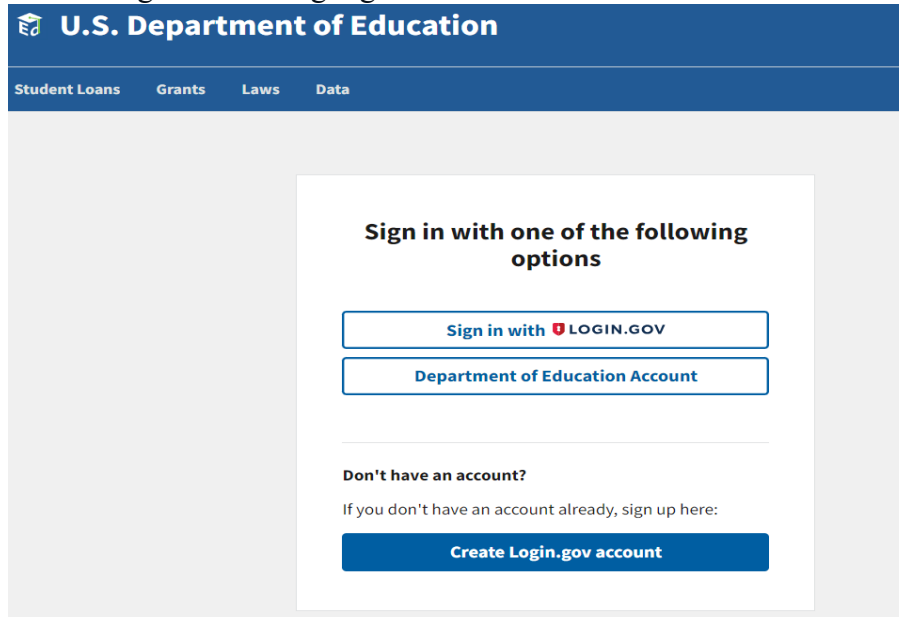 U.S. Department of Education
Student Loans Grants Laws Data
Sign in with one of the following
options
Sign in with LOGIN.GOV
Department of Education Account
Don't have an account?
If you don't have an account already, sign up here:
Create Login.gov account